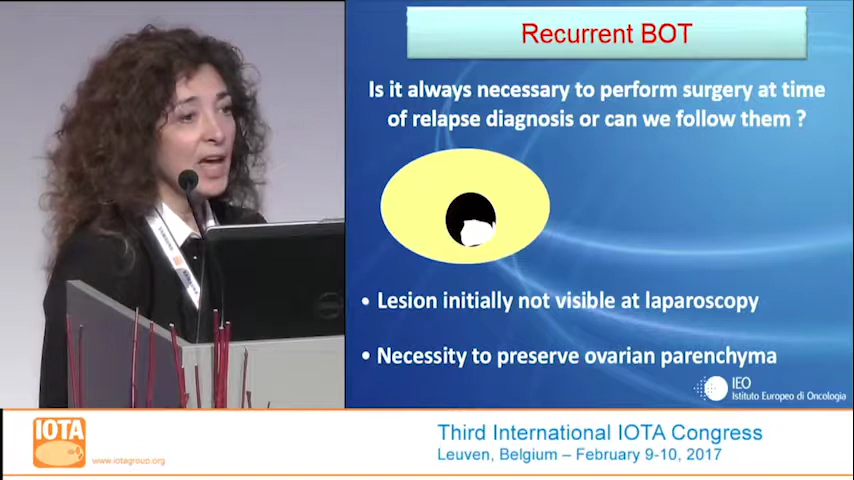 Recurrent BOT
Is it always necessary to perform surgery at time
of relapse diagnosis or can we follow them ?
• Lesion initially not visible at laparoscopy
• Necessity to preserve ovarian parenchyma
IEO
Istituto Europeo di Oncologia
IOTA
www.iotagroup.org
Third International IOTA Congress
Leuven, Belgium – February 9-10, 2017